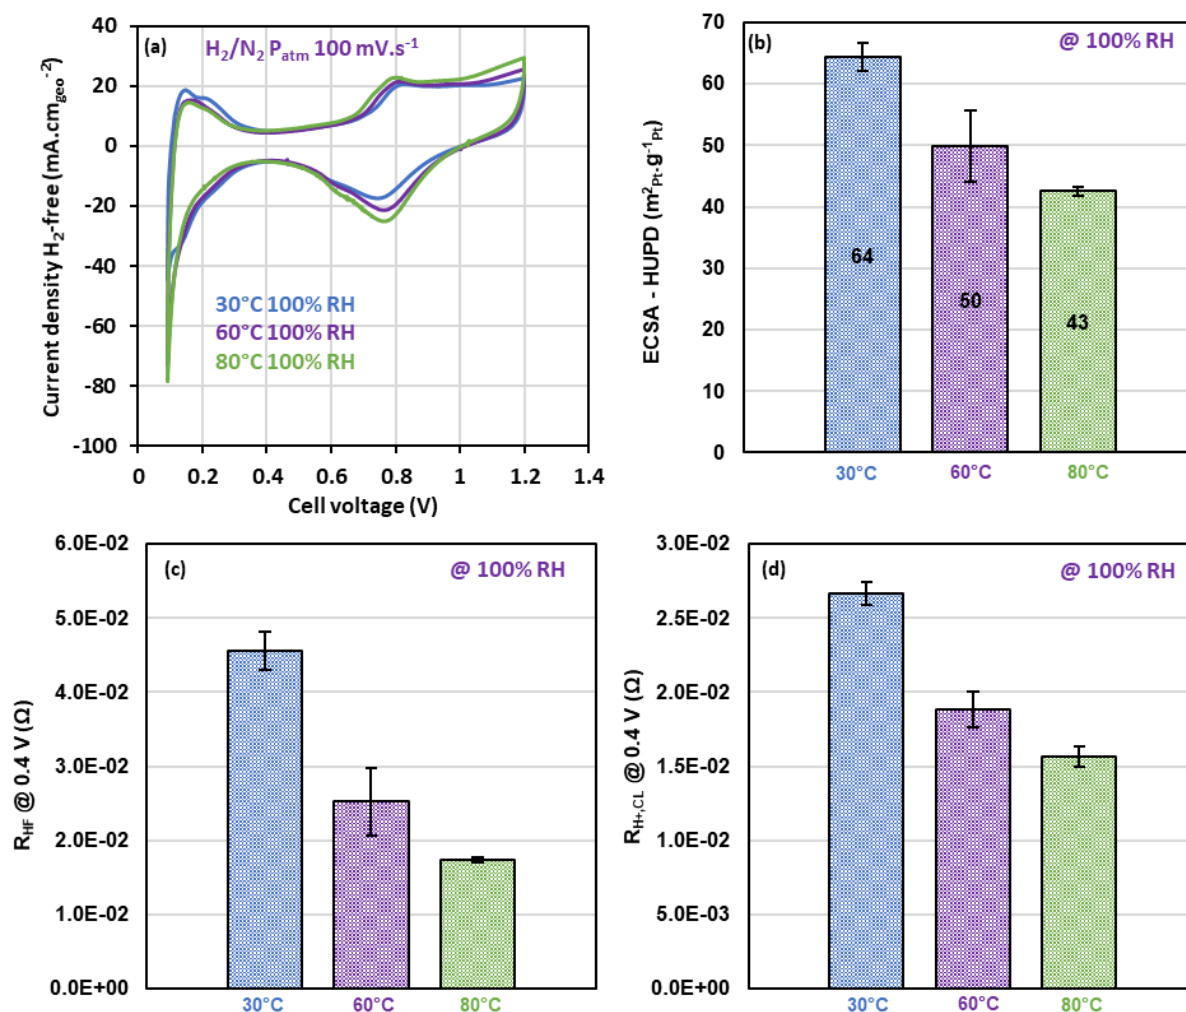 (a)
H₂/N₂ Pₐₜₘ 100 mV.s⁻¹
Current density H₂-free (mA.cm_geo⁻²)
40
20
0
-20
-40
-60
-80
-100
30°C 100% RH
60°C 100% RH
80°C 100% RH
0 0.2 0.4 0.6 0.8 1 1.2 1.4
Cell voltage (V)
(b)
@ 100% RH
ECSA - HUPD (m²_Pt.g⁻¹_Pt)
70
60
50
40
30
20
10
0
64
50
43
30°C 60°C 80°C
(c)
@ 100% RH
R_HF @ 0.4 V (Ω)
6.0E-02
5.0E-02
4.0E-02
3.0E-02
2.0E-02
1.0E-02
0.0E+00
30°C 60°C 80°C
(d)
@ 100% RH
R_H+,CL @ 0.4 V (Ω)
3.0E-02
2.5E-02
2.0E-02
1.5E-02
1.0E-02
5.0E-03
0.0E+00
30°C 60°C 80°C